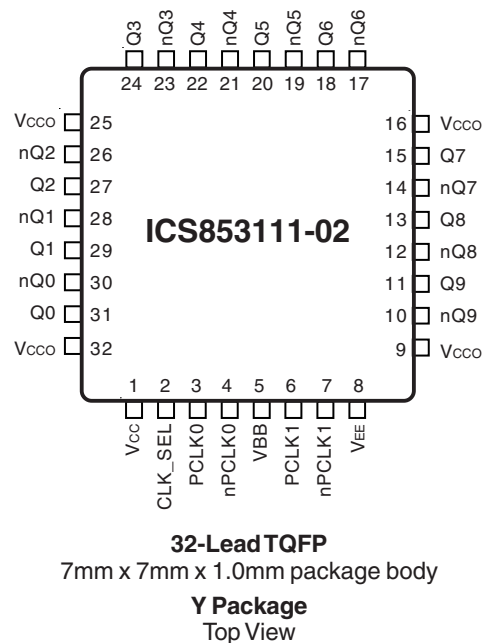 Q3 nQ3 Q4 nQ4 Q5 nQ5 Q6 nQ6
24 23 22 21 20 19 18 17
VCCO 25 16 VCCO
nQ2 26 15 Q7
Q2 27 14 nQ7
nQ1 28 13 Q8
ICS853111-02
Q1 29 12 nQ8
nQ0 30 11 Q9
Q0 31 10 nQ9
VCCO 32 9 VCCO
1 2 3 4 5 6 7 8
VCC CLK_SEL PCLK0 nPCLK0 VBB PCLK1 nPCLK1 VEE
32-Lead TQFP
7mm x 7mm x 1.0mm package body
Y Package
Top View